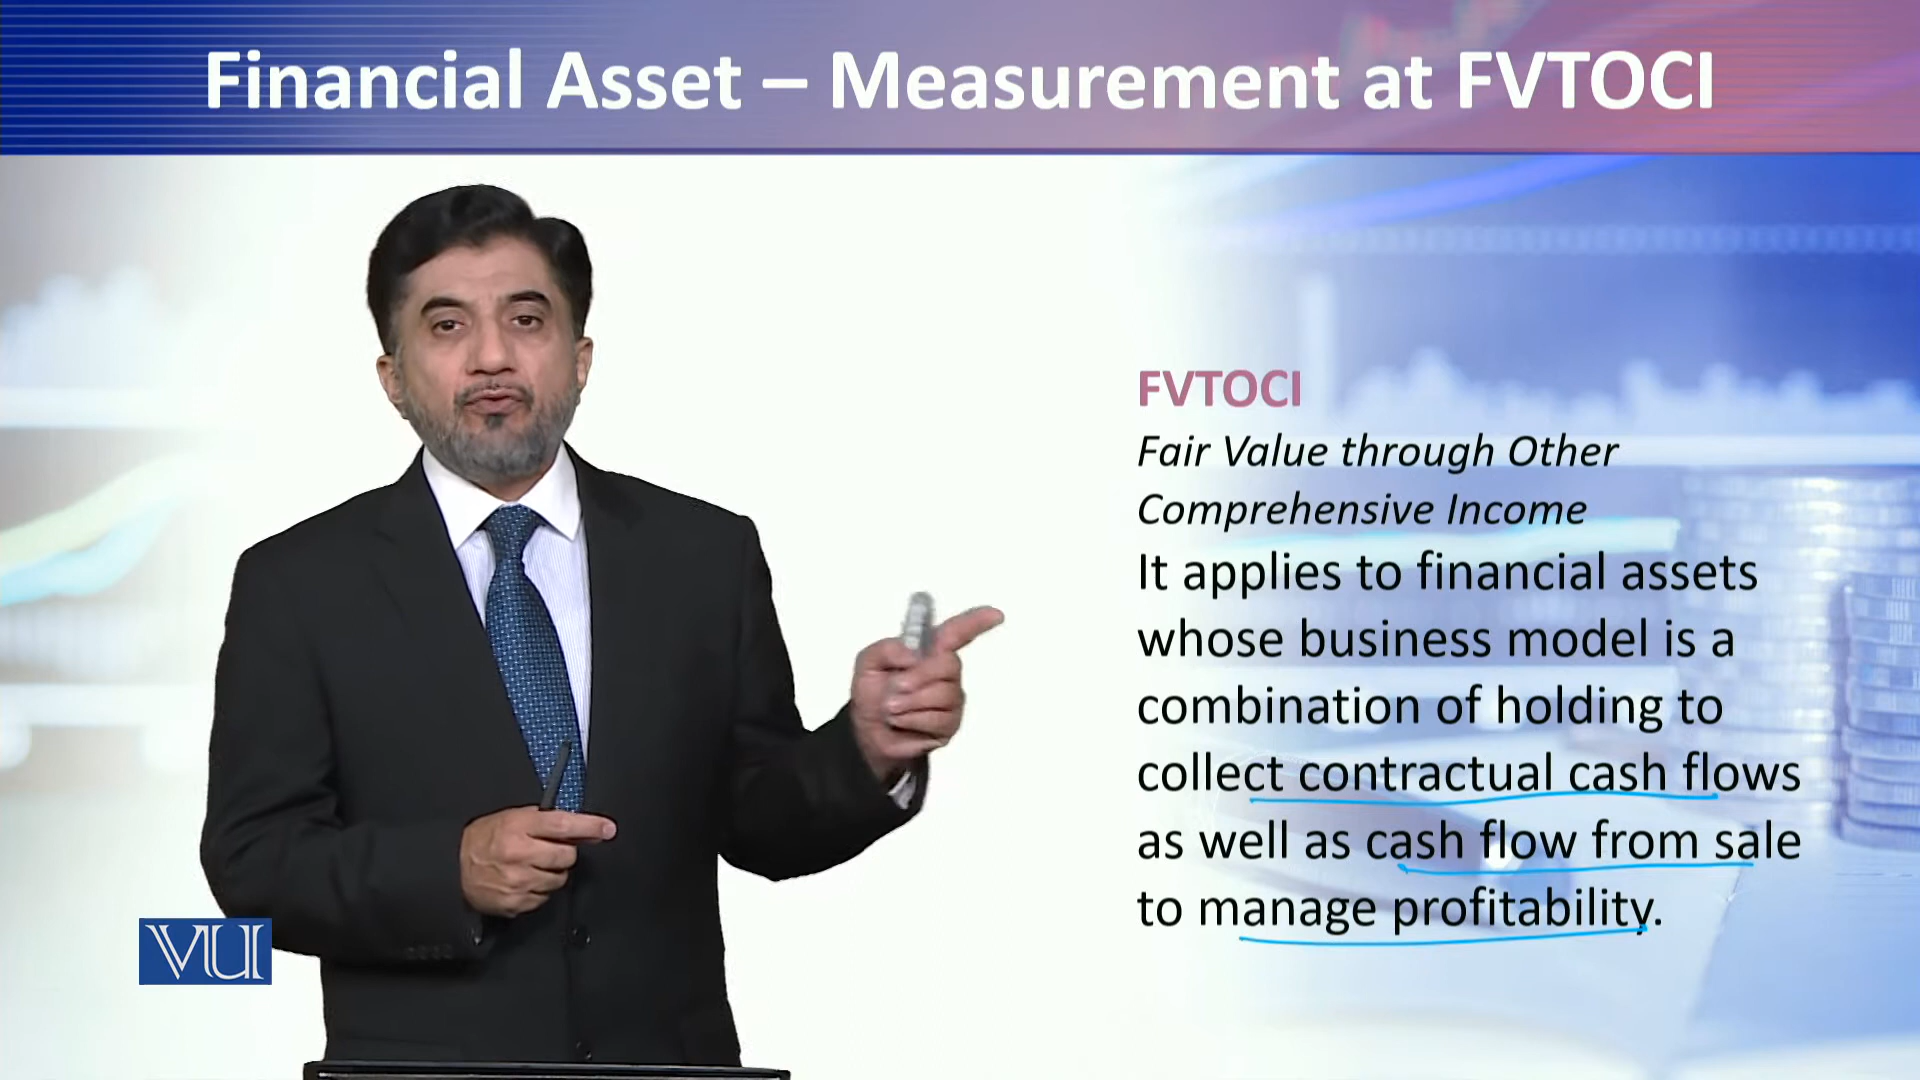 Financial Asset – Measurement at FVTOCI
FVTOCI
Fair Value through Other
Comprehensive Income
It applies to financial assets
whose business model is a
combination of holding to
collect contractual cash flows
as well as cash flow from sale
to manage profitability.
VU